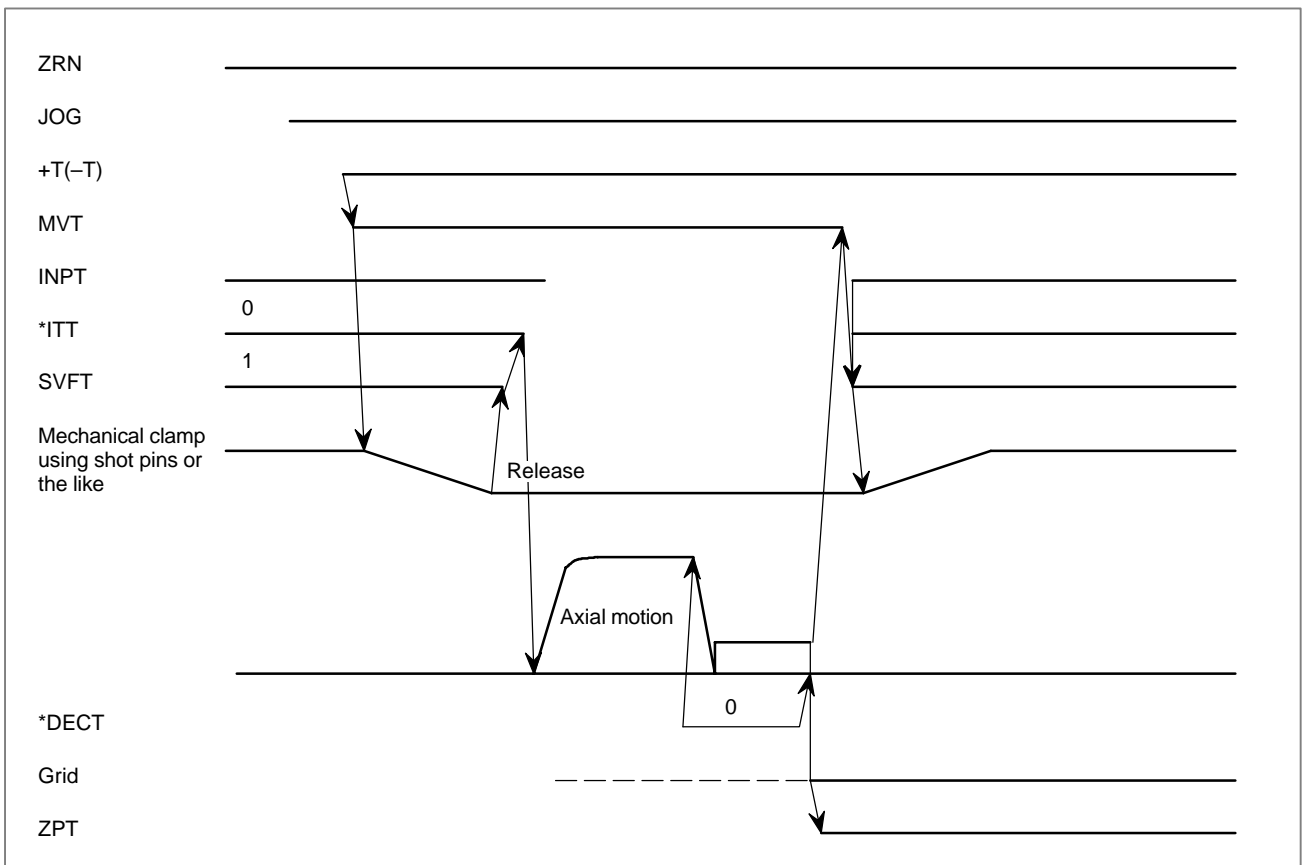 ZRN
JOG
+T(–T)
MVT
INPT
0
*ITT
1
SVFT
Mechanical clamp
using shot pins or
the like
Release
Axial motion
0
*DECT
Grid
ZPT